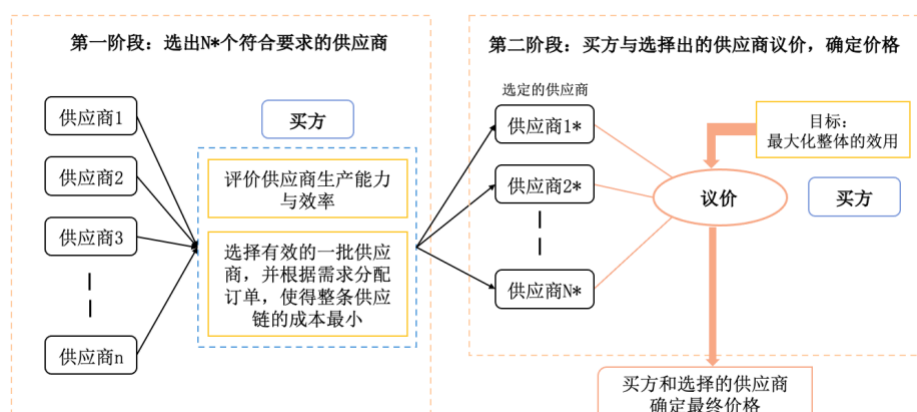 第一阶段：选出N*个符合要求的供应商
供应商1
供应商2
供应商3
供应商n
买方
评价供应商生产能力
与效率
选择有效的一批供应
商，并根据需求分配
订单，使得整条供应
链的成本最小
第二阶段：买方与选择出的供应商议价，确定价格
选定的供应商
供应商1*
供应商2*
供应商N*
目标：
最大化整体的效用
议价
买方
买方和选择的供应商
确定最终价格